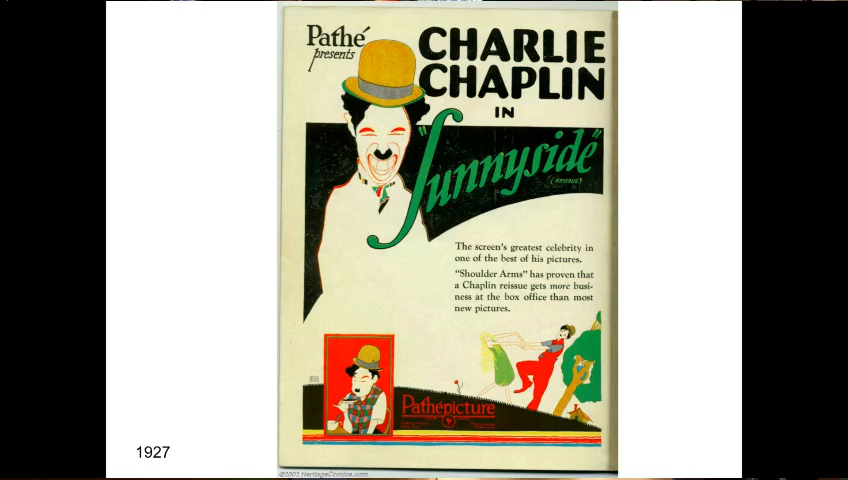 Pathé
presents
CHARLIE
CHAPLIN
IN
"Sunnyside"
(REISSUE)
The screen's greatest celebrity in
one of the best of his pictures.
"Shoulder Arms" has proven that
a Chaplin reissue gets more busi-
ness at the box office than most
new pictures.
Pathépicture
1927
©2002 HeritageComics.com